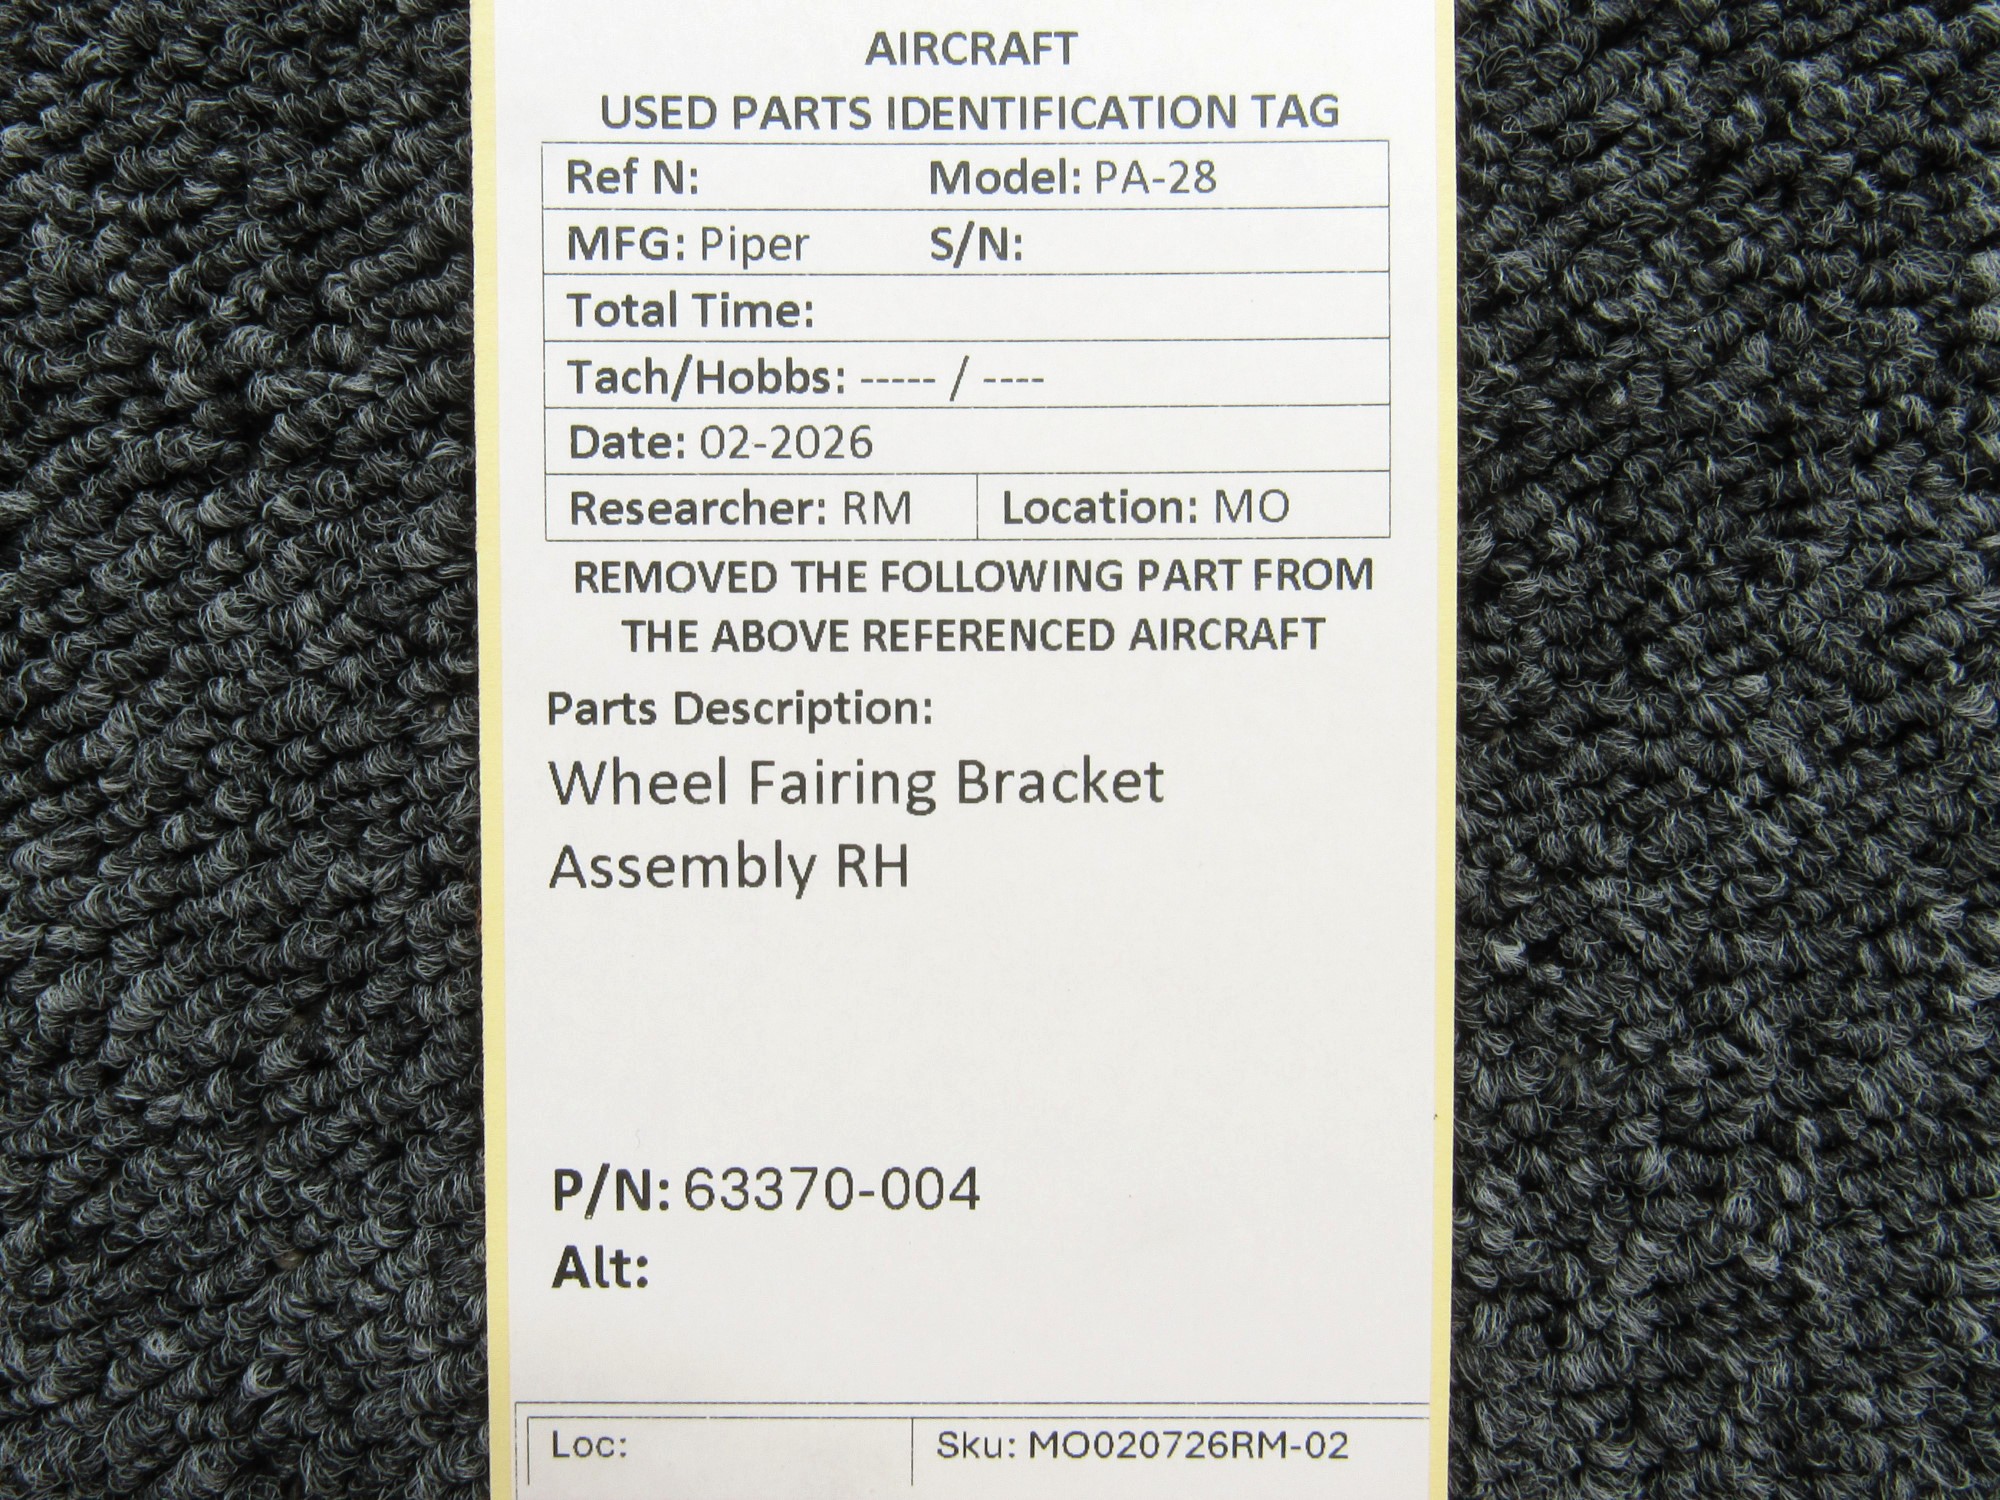 AIRCRAFT
USED PARTS IDENTIFICATION TAG
Ref N: Model: PA-28
MFG: Piper S/N:
Total Time:
Tach/Hobbs: ----- / ----
Date: 02-2026
Researcher: RM Location: MO
REMOVED THE FOLLOWING PART FROM
THE ABOVE REFERENCED AIRCRAFT
Parts Description:
Wheel Fairing Bracket
Assembly RH
P/N: 63370-004
Alt:
Loc: Sku: MO020726RM-02